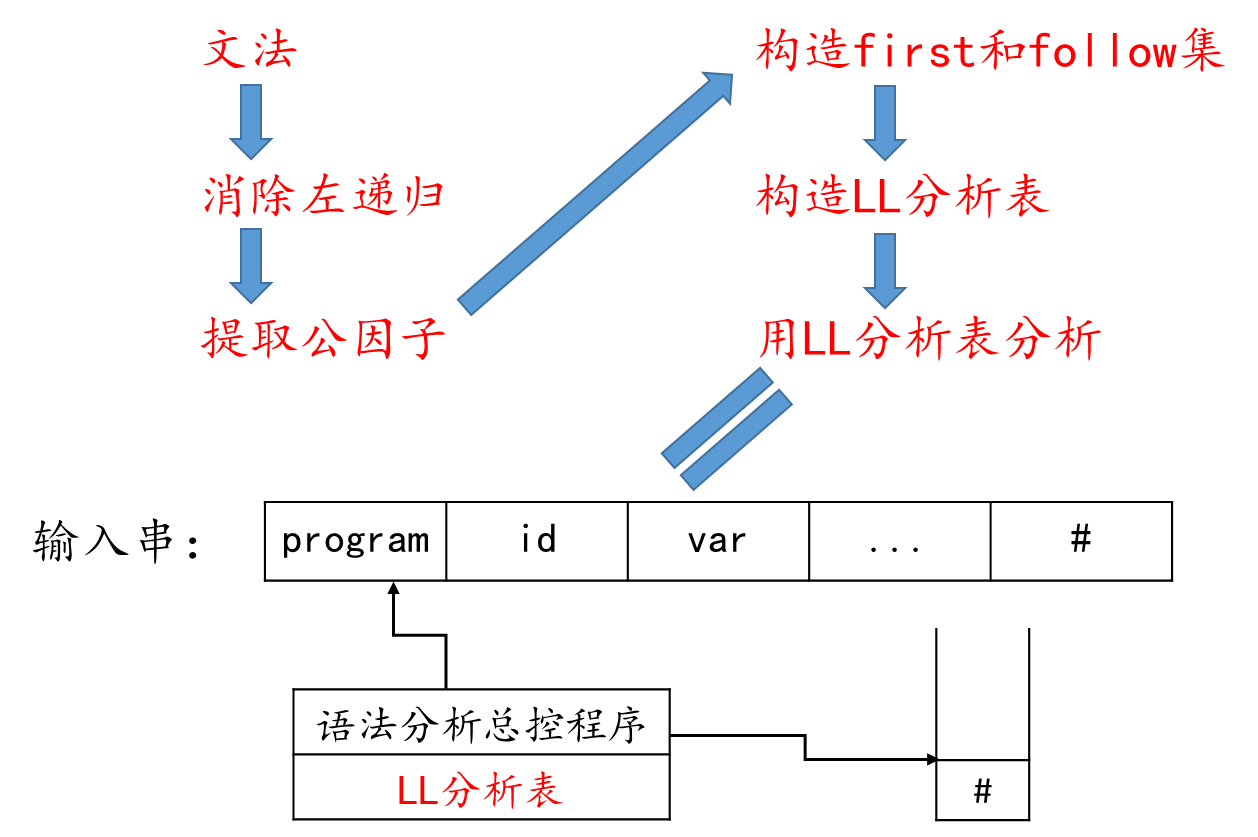 文法
消除左递归
提取公因子
构造first和follow集
构造LL分析表
用LL分析表分析
输入串： program id var ... #
语法分析总控程序
LL分析表
#